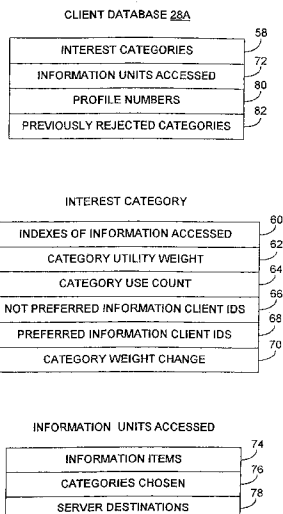 CLIENT DATABASE 28A
58
INTEREST CATEGORIES
72
INFORMATION UNITS ACCESSED
80
PROFILE NUMBERS
82
PREVIOUSLY REJECTED CATEGORIES
INTEREST CATEGORY
60
INDEXES OF INFORMATION ACCESSED
62
CATEGORY UTILITY WEIGHT
64
CATEGORY USE COUNT
66
NOT PREFERRED INFORMATION CLIENT IDS
68
PREFERRED INFORMATION CLIENT IDS
70
CATEGORY WEIGHT CHANGE
INFORMATION UNITS ACCESSED
74
INFORMATION ITEMS
76
CATEGORIES CHOSEN
78
SERVER DESTINATIONS